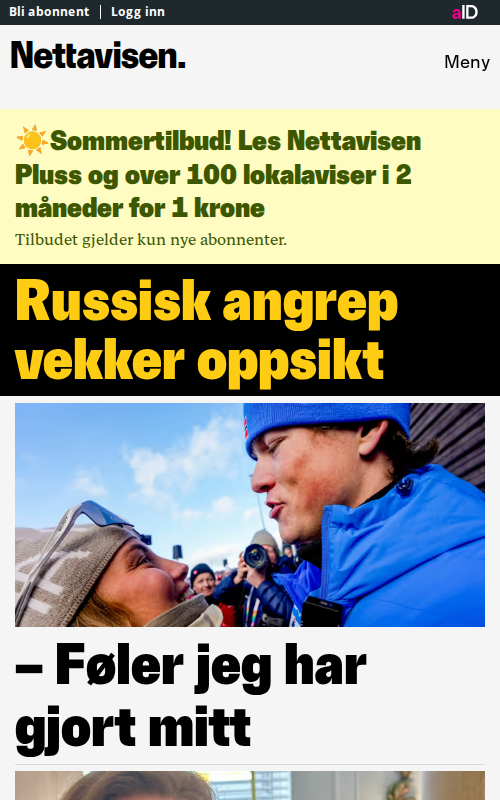 Bli abonnent
Logg inn
aID
Nettavisen.
Meny
☀️Sommertilbud! Les Nettavisen
Pluss og over 100 lokalaviser i 2
måneder for 1 krone
Tilbudet gjelder kun nye abonnenter.
Russisk angrep
vekker oppsikt
– Føler jeg har
gjort mitt